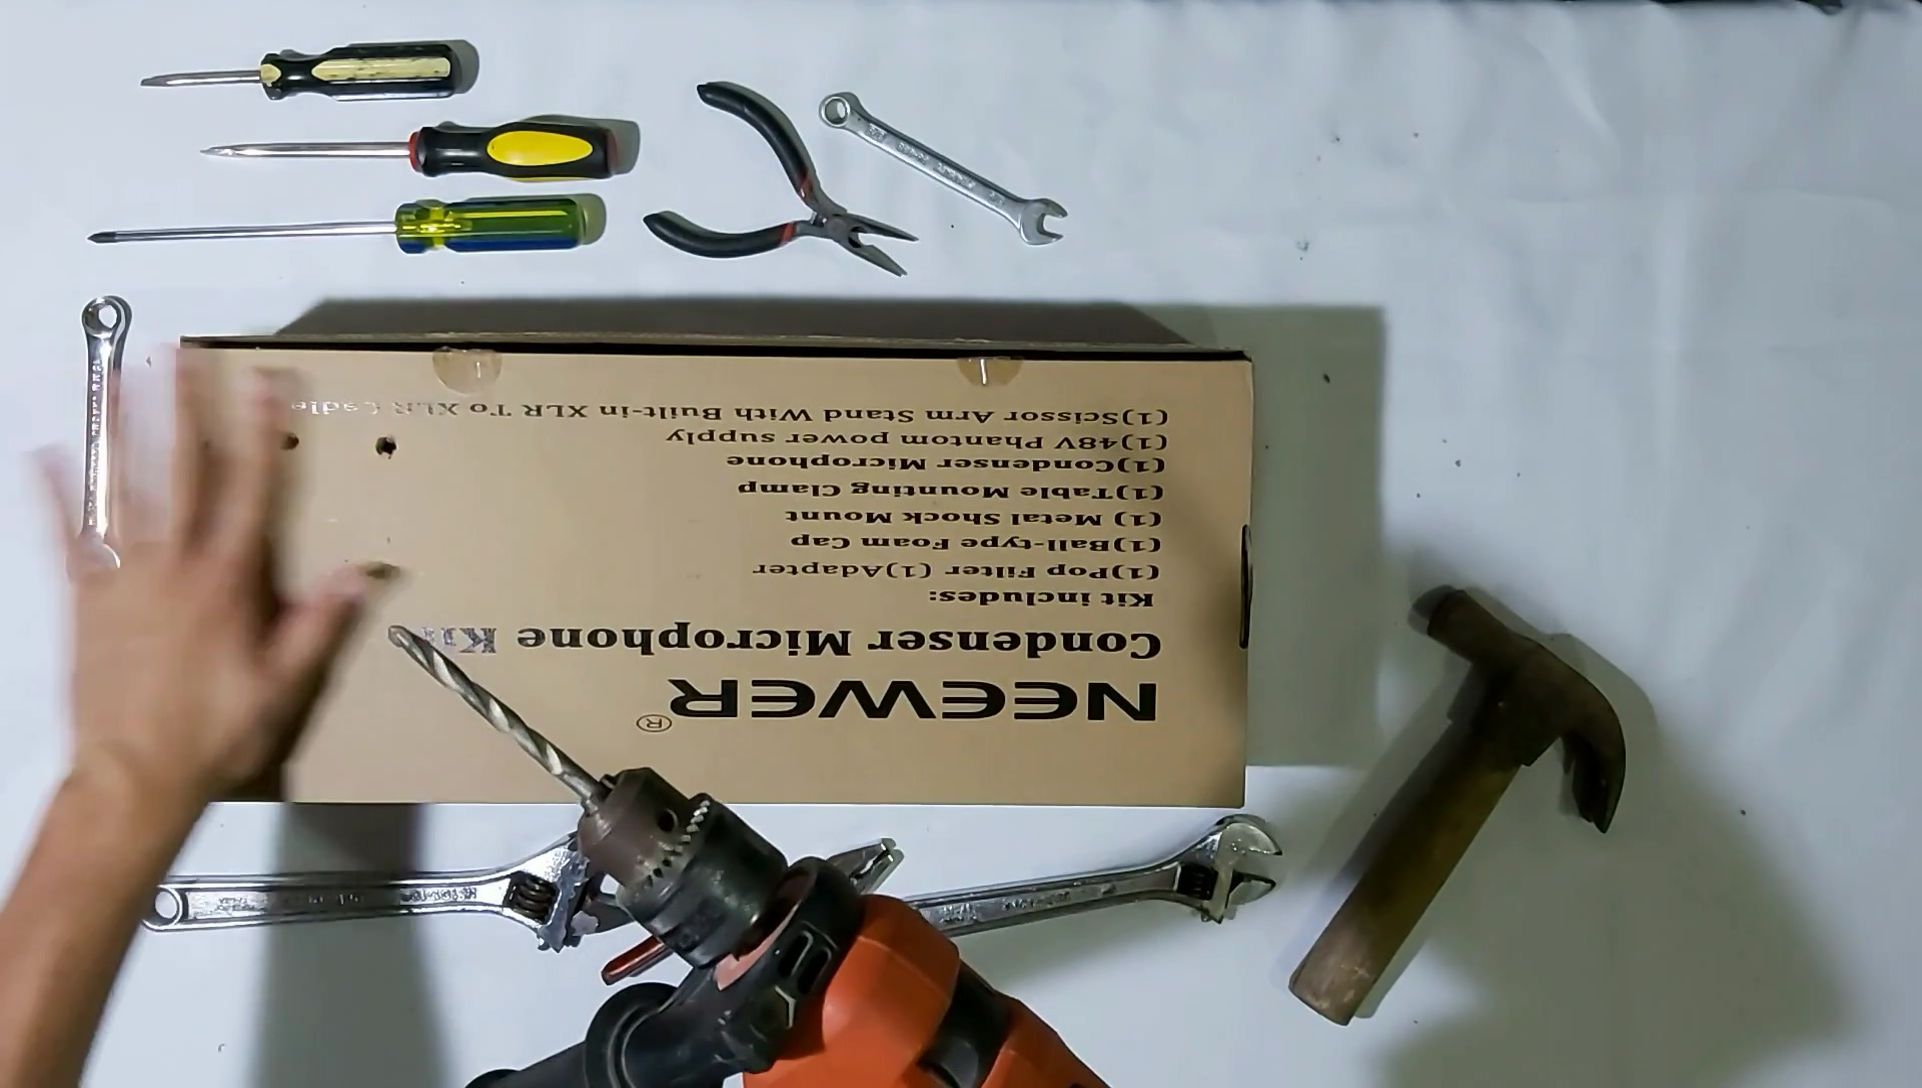 NEEWER®
Condenser Microphone Kit
Kit includes:
(1)Pop Filter (1)Adapter
(1)Ball-type Foam Cap
(1) Metal Shock Mount
(1)Table Mounting Clamp
(1)Condenser Microphone
(1)48V Phantom power supply
(1)Scissor Arm Stand With Built-in XLR To XLR Cable